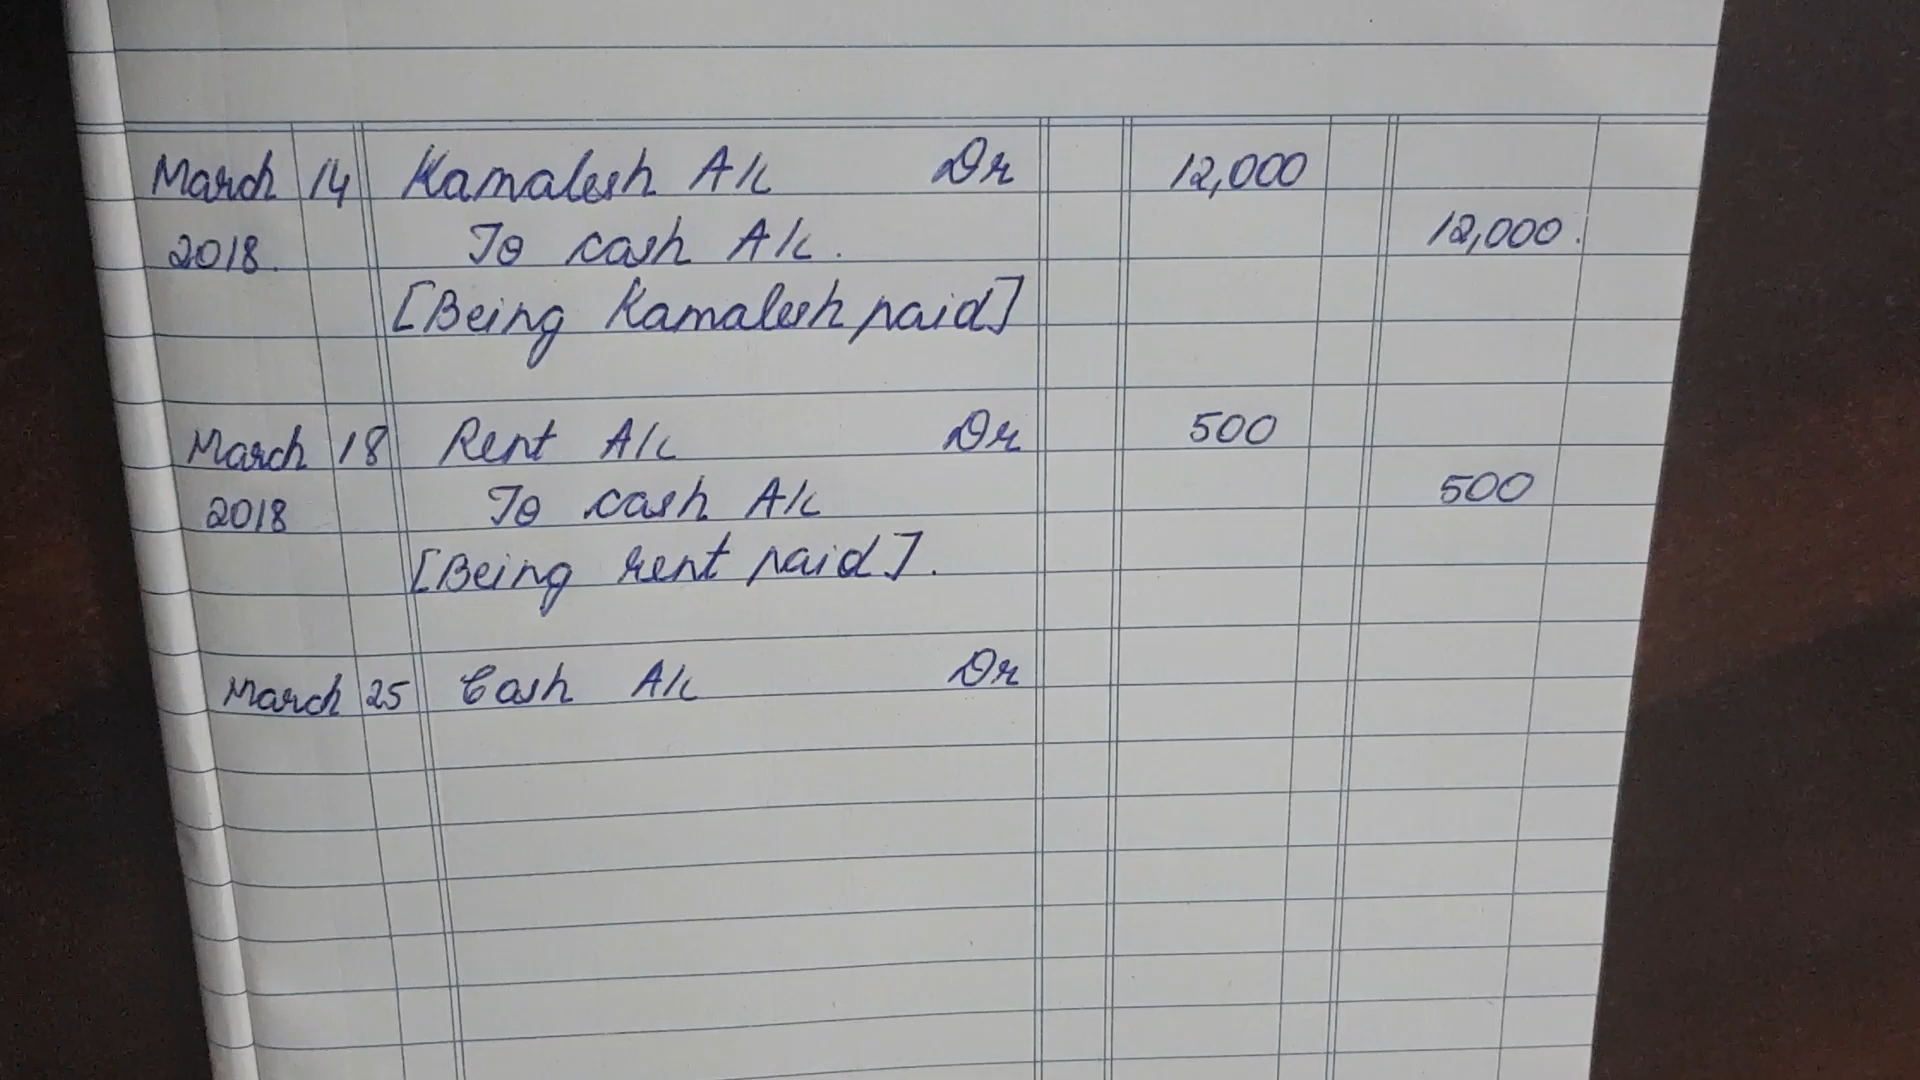 March 14 Kamalesh A/c Dr 12,000
2018. To cash A/c. 12,000.
[Being Kamalesh paid]
March 18 Rent A/c Dr 500
2018 To cash A/c 500
[Being rent paid].
March 25 Cash A/c Dr